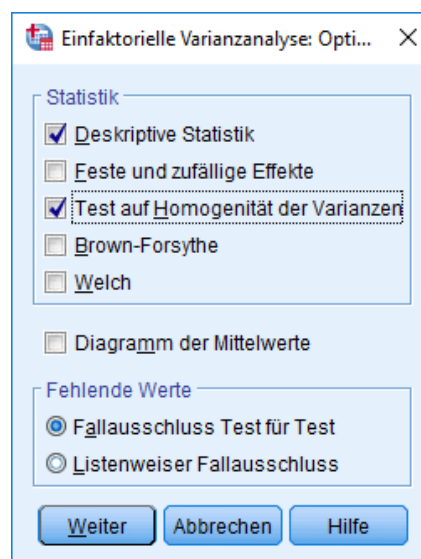 Einfaktorielle Varianzanalyse: Opti...
Statistik
Deskriptive Statistik
Feste und zufällige Effekte
Test auf Homogenität der Varianzen
Brown-Forsythe
Welch
Diagramm der Mittelwerte
Fehlende Werte
Fallausschluss Test für Test
Listenweiser Fallausschluss
Weiter Abbrechen Hilfe